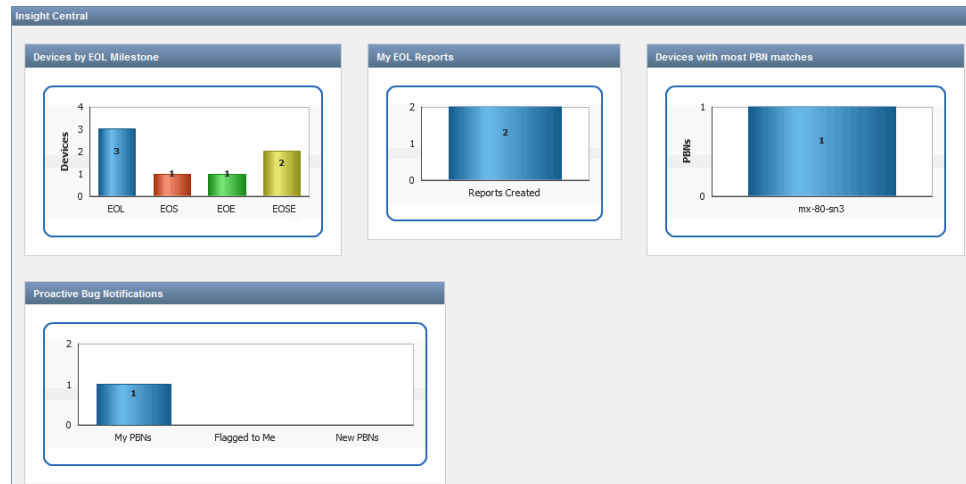 Insight Central
Devices by EOL Milestone
4
3
2
1
0
Devices
3
1
1
2
EOL EOS EOE EOSE
My EOL Reports
2
1
0
2
Reports Created
Devices with most PBN matches
1
0
PBNs
1
mx-80-sn3
Proactive Bug Notifications
2
1
0
1
My PBNs Flagged to Me New PBNs